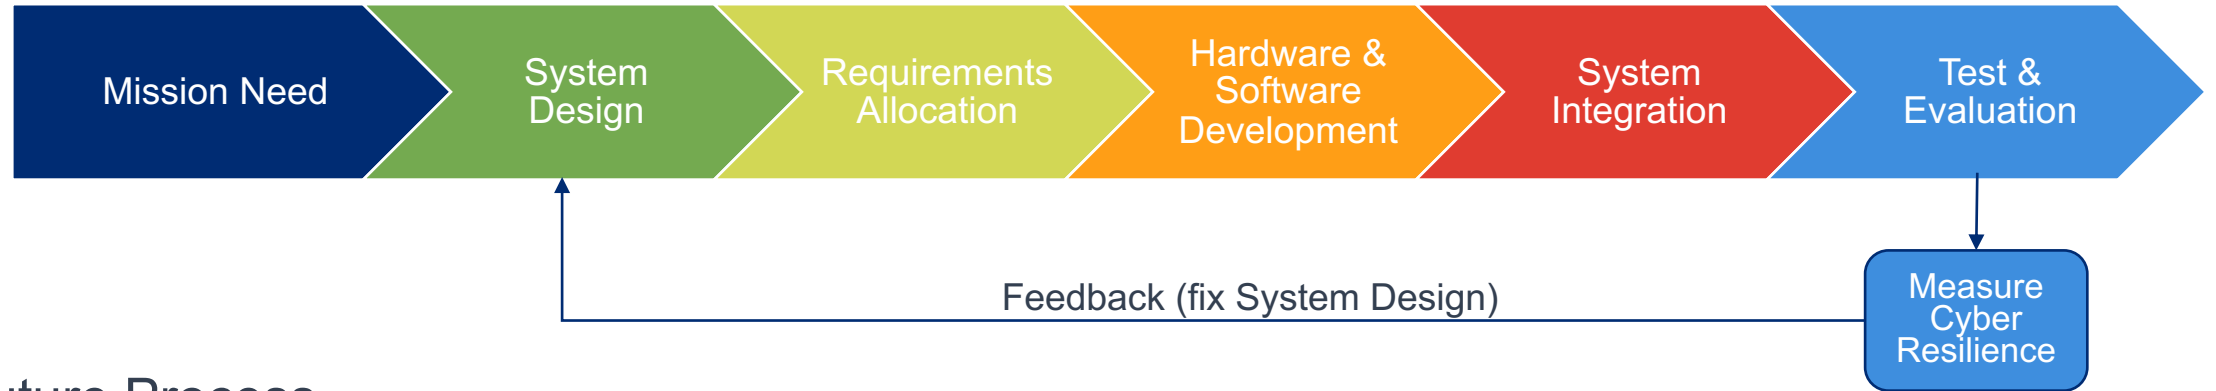 Mission Need
System
Design
Requirements
Allocation
Hardware &
Software
Development
System
Integration
Test &
Evaluation
Feedback (fix System Design)
Measure
Cyber
Resilience